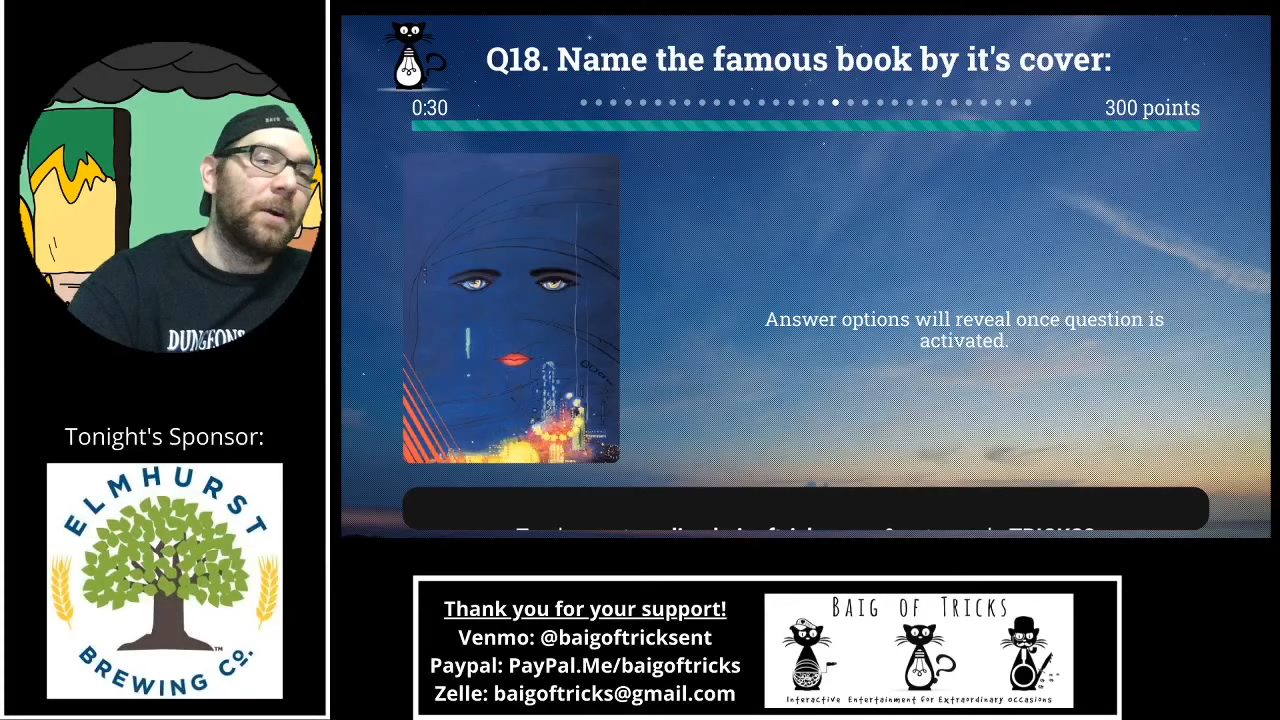 Q18. Name the famous book by it's cover:
0:30
300 points
Answer options will reveal once question is
activated.
DUNGEONS
Tonight's Sponsor:
ELMHURST
BREWING CO.
TM
Thank you for your support!
Venmo: @baigoftricksent
Paypal: PayPal.Me/baigoftricks
Zelle: baigoftricks@gmail.com
BAIG OF TRICKS
Interactive Entertainment for Extraordinary occasions